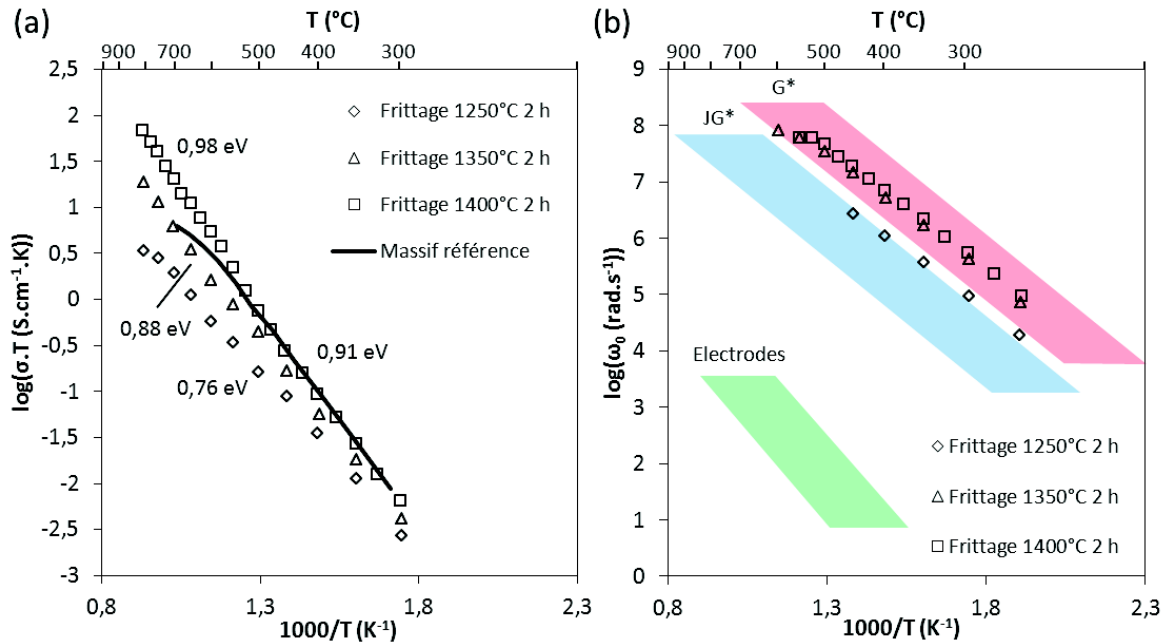 (a)
T (°C)
900 700 500 400 300
2,5
2
1,5
1
0,5
0
-0,5
-1
-1,5
-2
-2,5
-3
log(σ.T (S.cm⁻¹.K))
0,98 eV
0,88 eV
0,76 eV
0,91 eV
Frittage 1250°C 2 h
Frittage 1350°C 2 h
Frittage 1400°C 2 h
Massif référence
0,8 1,3 1,8 2,3
1000/T (K⁻¹)
(b)
T (°C)
900 700 600 500 400 300
9
8
7
6
5
4
3
2
1
0
log(ω₀ (rad.s⁻¹))
G*
JG*
Electrodes
Frittage 1250°C 2 h
Frittage 1350°C 2 h
Frittage 1400°C 2 h
0,8 1,3 1,8 2,3
1000/T (K⁻¹)